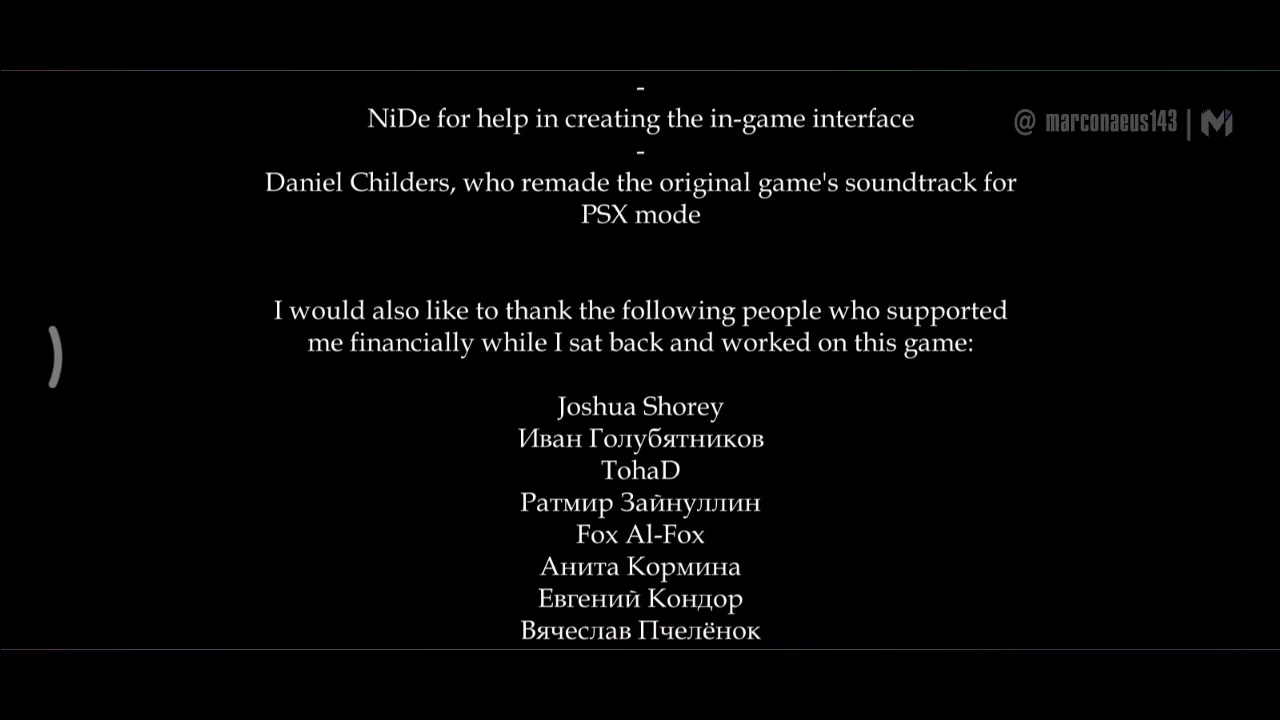 -
NiDe for help in creating the in-game interface
@ marconaeus143 | M
-
Daniel Childers, who remade the original game's soundtrack for
PSX mode
I would also like to thank the following people who supported
me financially while I sat back and worked on this game:
Joshua Shorey
Иван Голубятников
TohaD
Ратмир Зайнуллин
Fox Al-Fox
Анита Кормина
Евгений Кондор
Вячеслав Пчелёнок